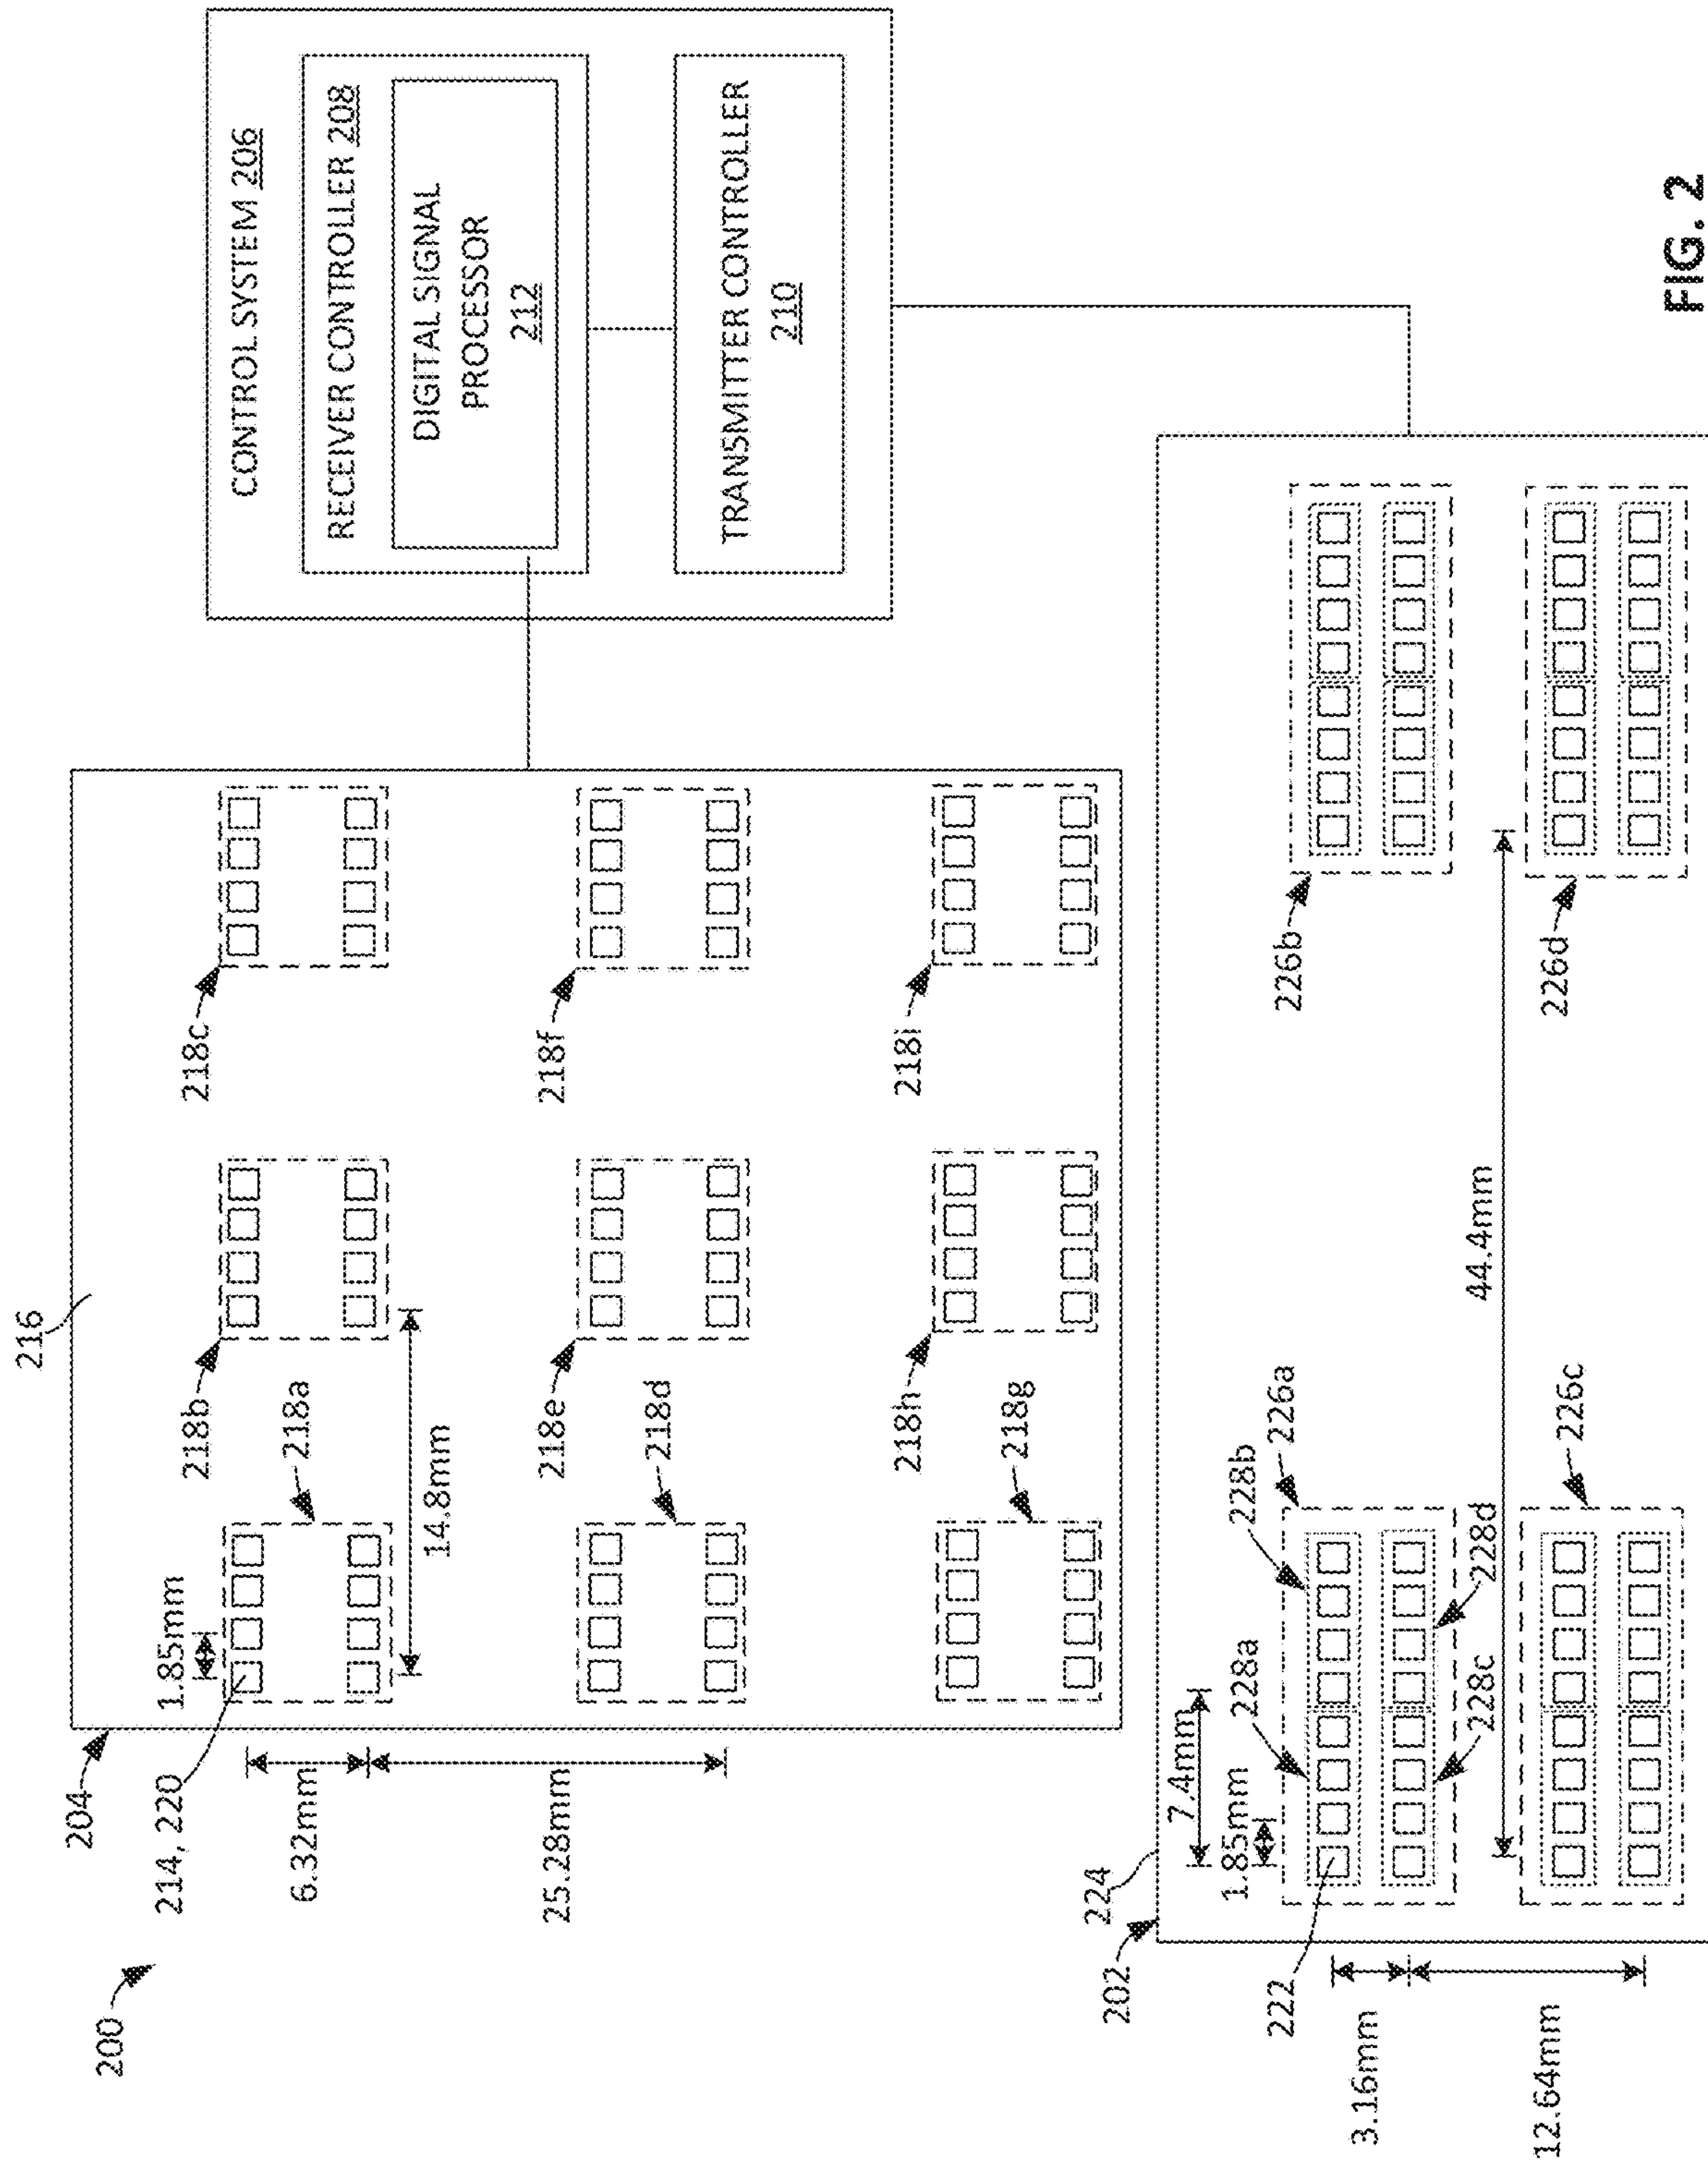 200
204
216
214, 220
1.85mm
218a
218b
218c
14.8mm
6.32mm
25.28mm
218d
218e
218f
218g
218h
218i
CONTROL SYSTEM 206
RECEIVER CONTROLLER 208
DIGITAL SIGNAL
PROCESSOR
212
TRANSMITTER CONTROLLER
210
202
224
7.4mm
1.85mm
222
228a
228b
226a
226b
228c
228d
44.4mm
226c
226d
3.16mm
12.64mm
FIG. 2